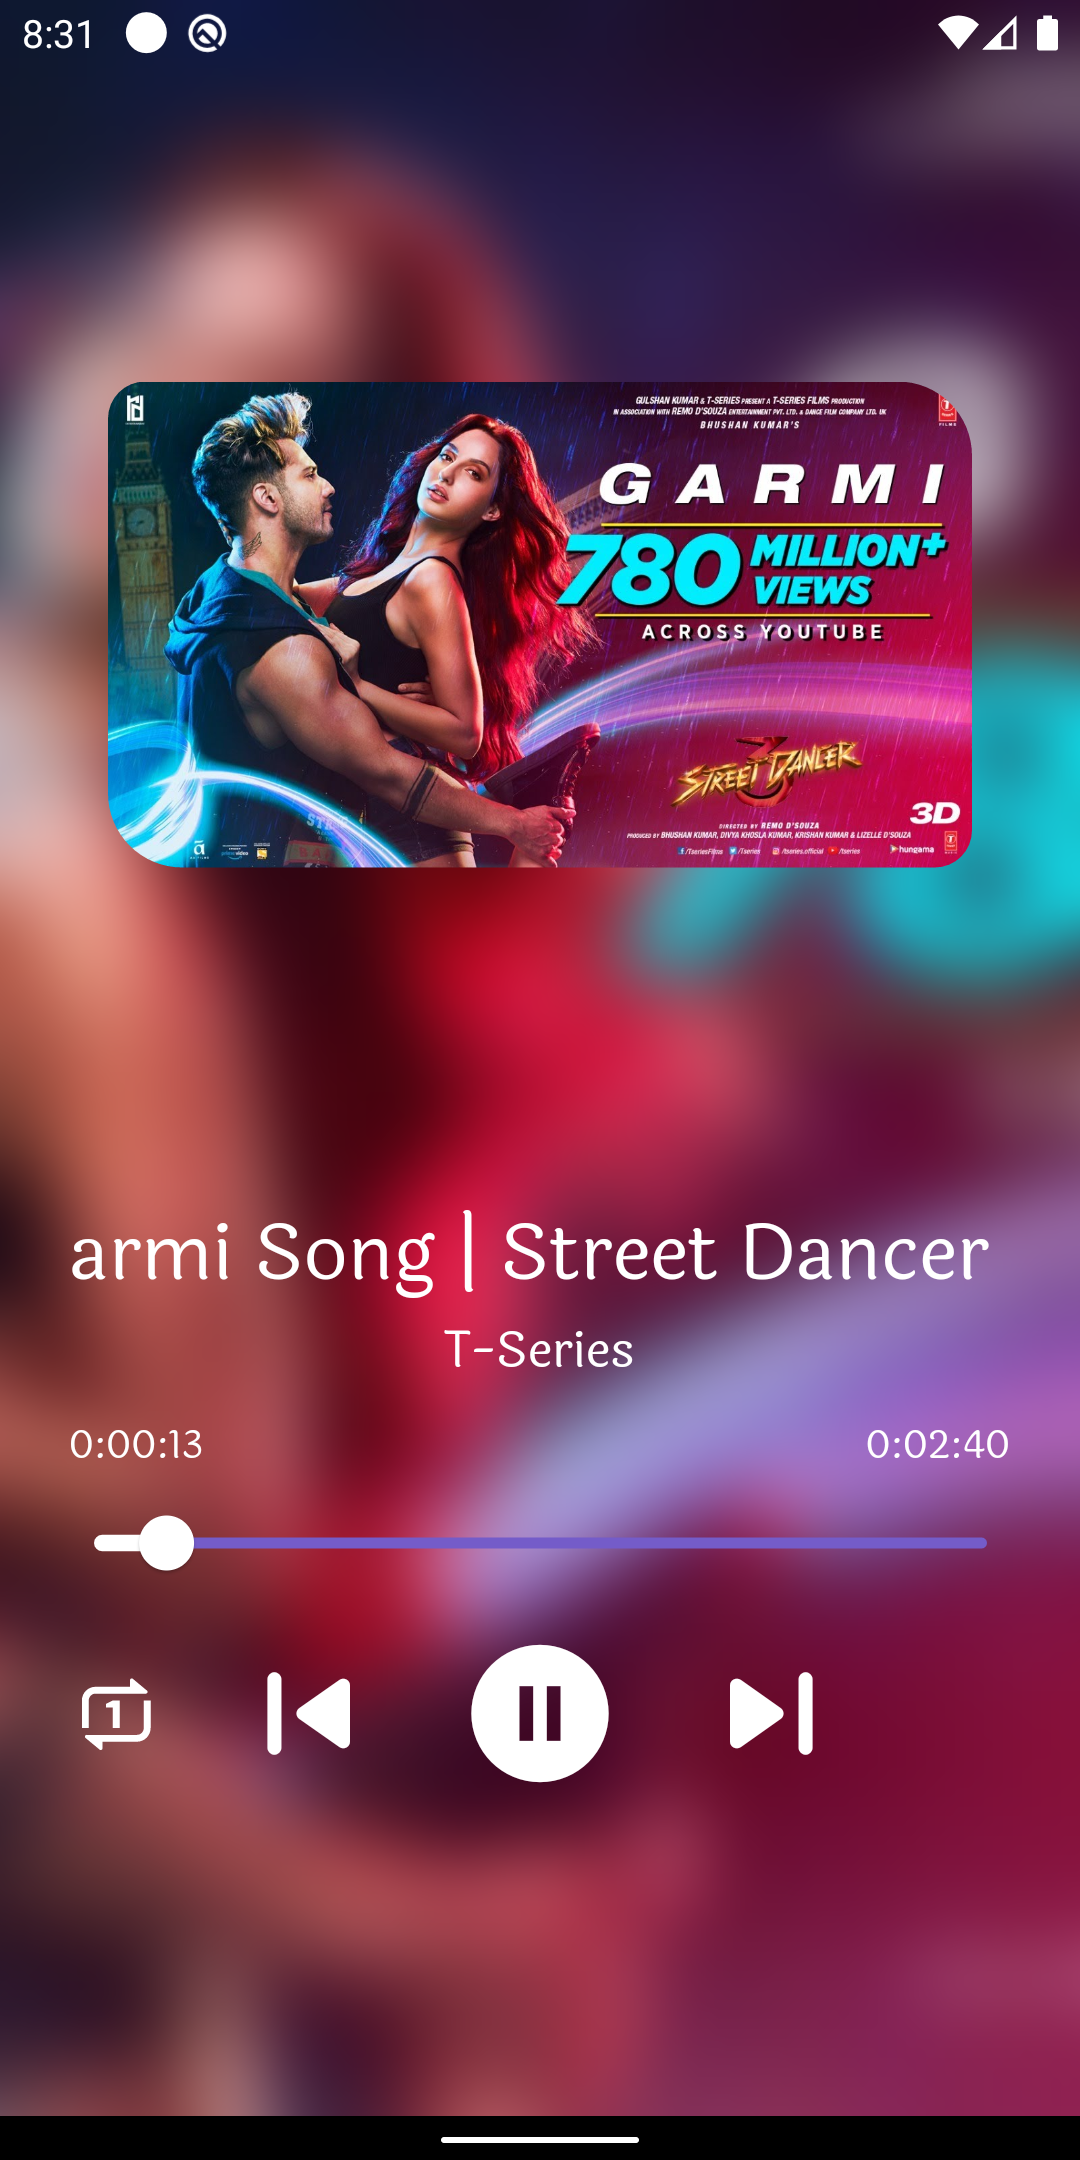 8:31
GULSHAN KUMAR & T-SERIES PRESENT A T-SERIES FILMS PRODUCTION
IN ASSOCIATION WITH REMO D'SOUZA ENTERTAINMENT PVT. LTD. & DANCE FILM COMPANY LTD. UK
BHUSHAN KUMAR'S
GARMI
780 MILLION+
VIEWS
ACROSS YOUTUBE
STREET DANCER
3
3D
DIRECTED BY REMO D'SOUZA
PRODUCED BY BHUSHAN KUMAR, DIVYA KHOSLA KUMAR, KRISHAN KUMAR & LIZELLE D'SOUZA
/TseriesFilms /Tseries /tseries.official /tseries
hungama
armi Song | Street Dancer
T-Series
0:00:13
0:02:40
1